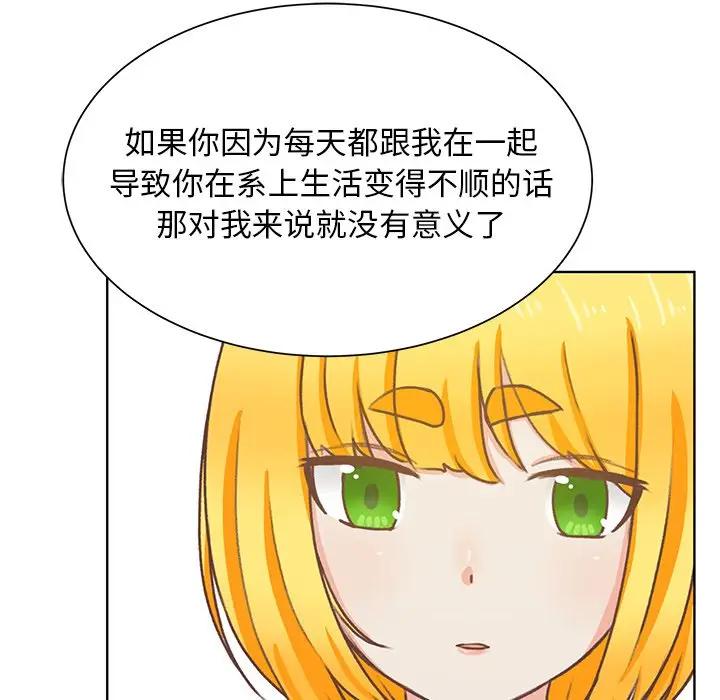 如果你因为每天都跟我在一起
导致你在系上生活变得不顺的话
那对我来说就没有意义了